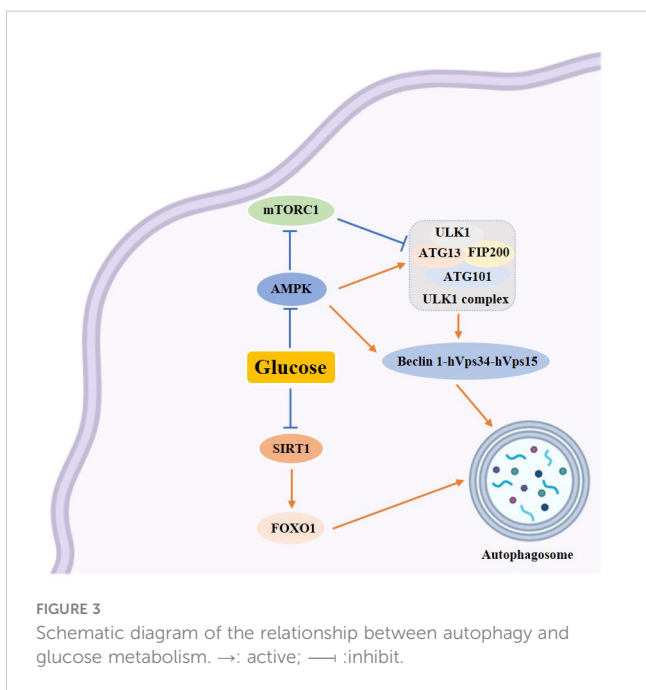 mTORC1
ULK1
ATG13 FIP200
ATG101
ULK1 complex
AMPK
Beclin 1-hVps34-hVps15
Glucose
SIRT1
FOXO1
Autophagosome
FIGURE 3
Schematic diagram of the relationship between autophagy and
glucose metabolism. →: active; —⊣ :inhibit.